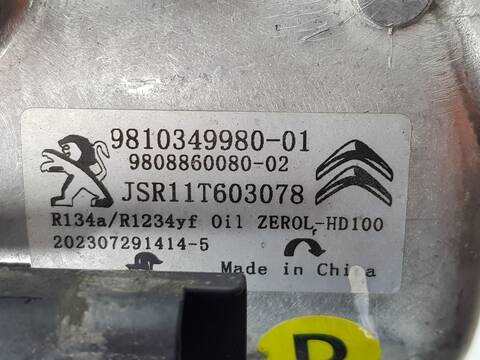 9810349980-01
9808860080-02
JSR11T603078
R134a/R1234yf Oil ZEROL-HD100
202307291414-5
Made in China